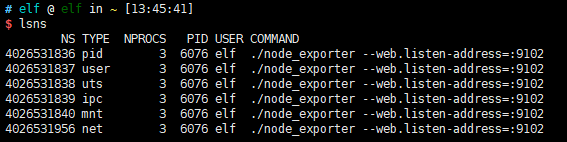 # elf @ elf in ~ [13:45:41]
$ lsns
        NS TYPE  NPROCS   PID USER COMMAND
4026531836 pid        3  6076 elf  ./node_exporter --web.listen-address=:9102
4026531837 user       3  6076 elf  ./node_exporter --web.listen-address=:9102
4026531838 uts        3  6076 elf  ./node_exporter --web.listen-address=:9102
4026531839 ipc        3  6076 elf  ./node_exporter --web.listen-address=:9102
4026531840 mnt        3  6076 elf  ./node_exporter --web.listen-address=:9102
4026531956 net        3  6076 elf  ./node_exporter --web.listen-address=:9102